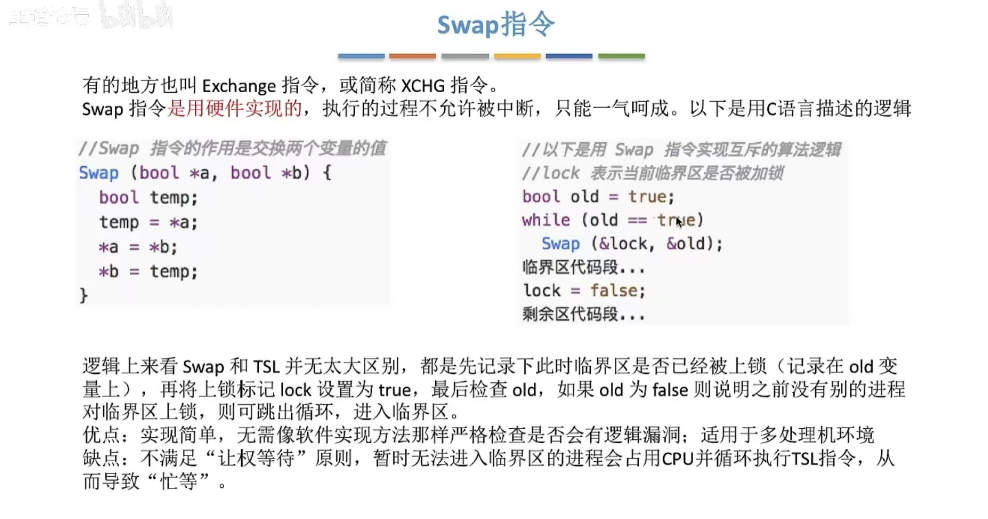 bilibili
Swap指令
有的地方也叫 Exchange 指令，或简称 XCHG 指令。
Swap 指令是用硬件实现的，执行的过程不允许被中断，只能一气呵成。以下是用C语言描述的逻辑
//Swap 指令的作用是交换两个变量的值
Swap (bool *a, bool *b) {
bool temp;
temp = *a;
*a = *b;
*b = temp;
}
//以下是用 Swap 指令实现互斥的算法逻辑
//lock 表示当前临界区是否被加锁
bool old = true;
while (old == true)
Swap (&lock, &old);
临界区代码段...
lock = false;
剩余区代码段...
逻辑上来看 Swap 和 TSL 并无太大区别，都是先记录下此时临界区是否已经被上锁（记录在 old 变
量上），再将上锁标记 lock 设置为 true，最后检查 old，如果 old 为 false 则说明之前没有别的进程
对临界区上锁，则可跳出循环，进入临界区。
优点：实现简单，无需像软件实现方法那样严格检查是否会有逻辑漏洞；适用于多处理机环境
缺点：不满足“让权等待”原则，暂时无法进入临界区的进程会占用CPU并循环执行TSL指令，从
而导致“忙等”。